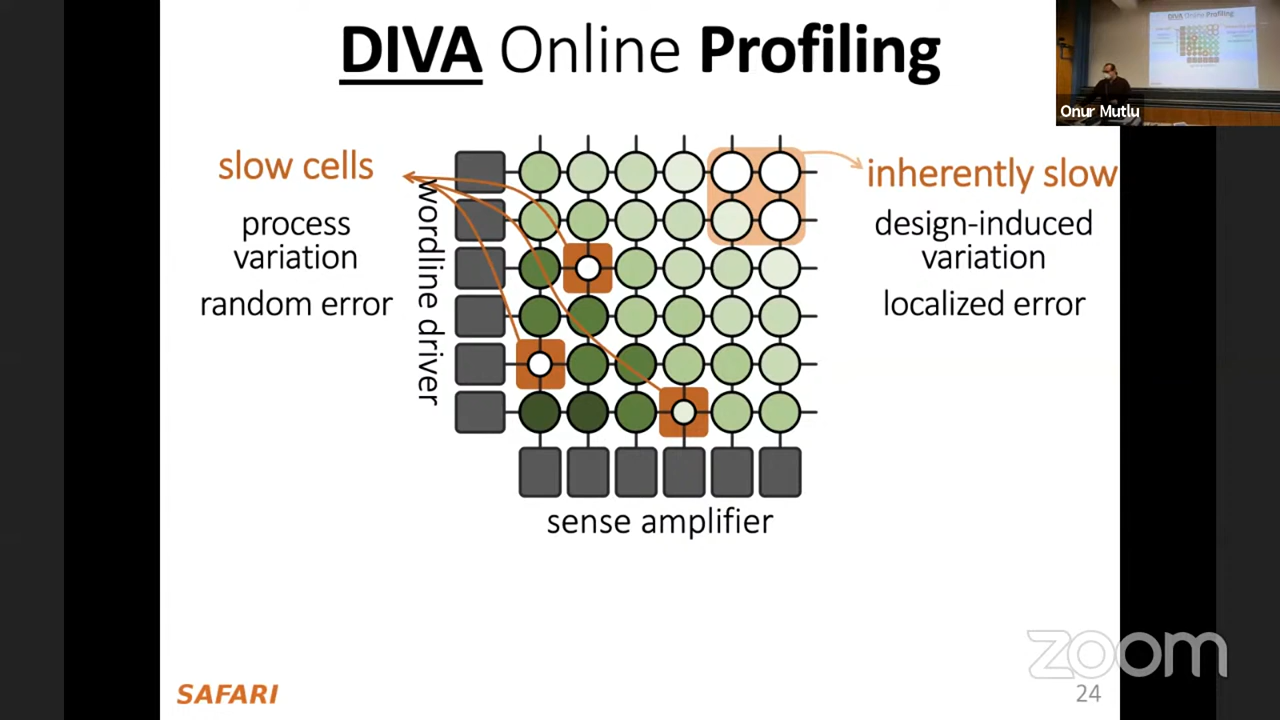 DIVA Online Profiling
Onur Mutlu
slow cells
process
variation
random error
wordline driver
inherently slow
design-induced
variation
localized error
sense amplifier
zoom
SAFARI
24